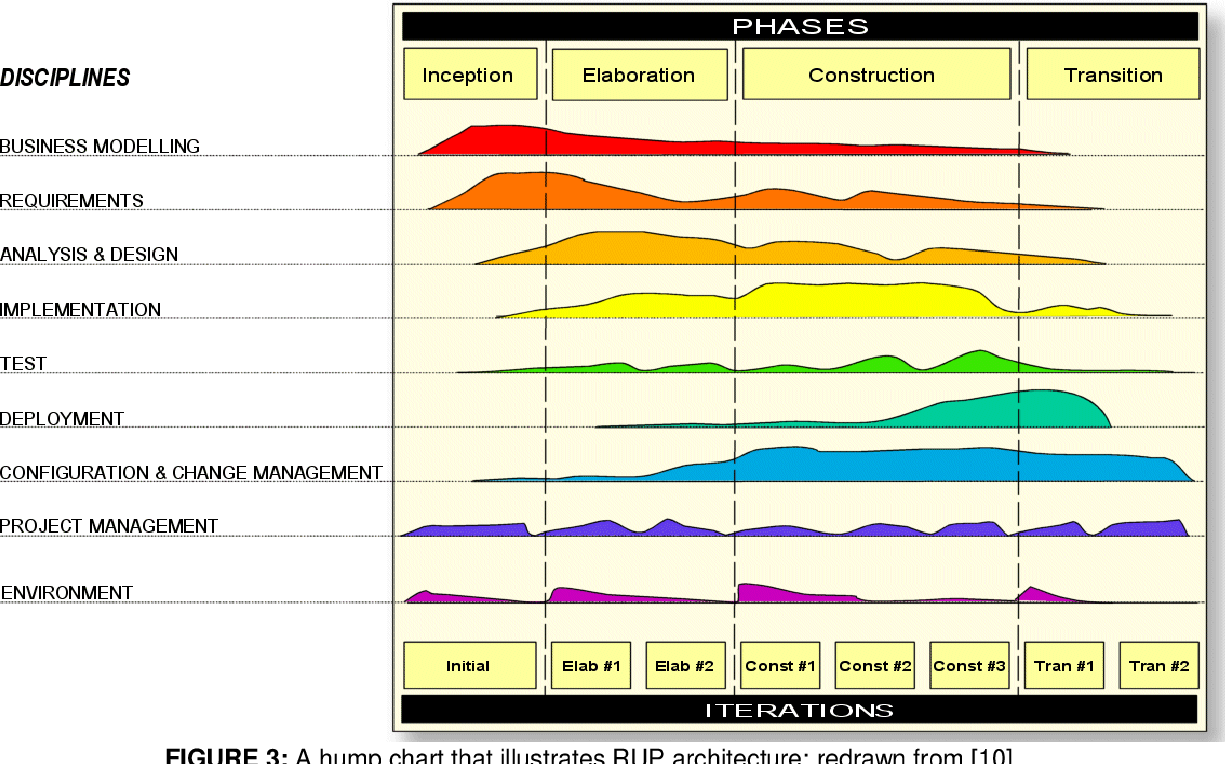 PHASES
Inception Elaboration Construction Transition
DISCIPLINES
BUSINESS MODELLING
REQUIREMENTS
ANALYSIS & DESIGN
IMPLEMENTATION
TEST
DEPLOYMENT
CONFIGURATION & CHANGE MANAGEMENT
PROJECT MANAGEMENT
ENVIRONMENT
Initial Elab #1 Elab #2 Const #1 Const #2 Const #3 Tran #1 Tran #2
ITERATIONS
FIGURE 3: A hump chart that illustrates RUP architecture; redrawn from [10]